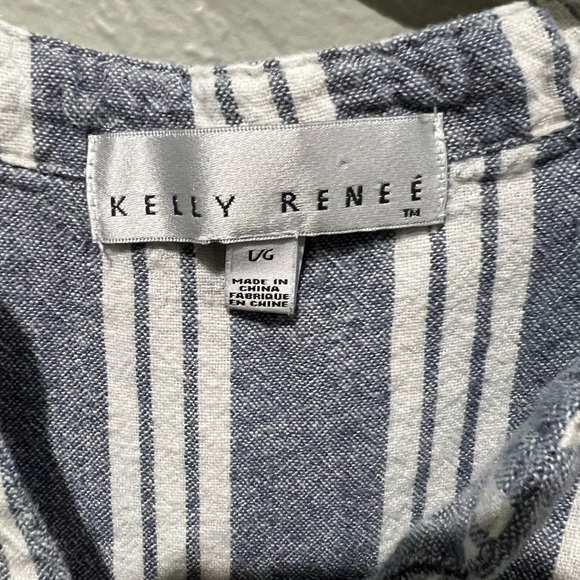 KELLY RENEÉ
TM
L/G
MADE IN
CHINA
FABRIQUE
EN CHINE